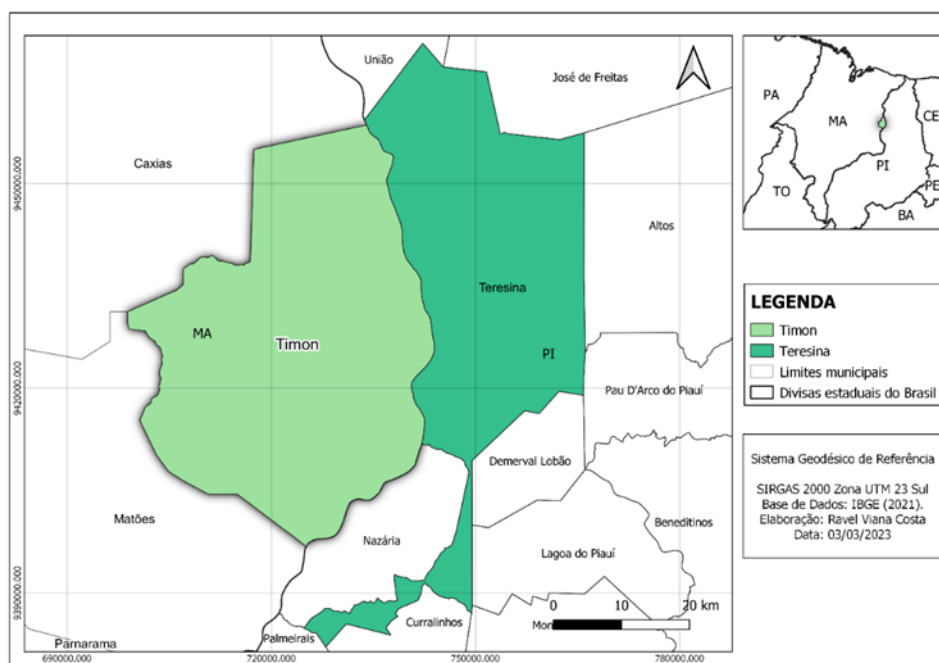 União
José de Freitas
Caxias
Altos
Teresina
MA
Timon
PI
Pau D'Arco do Piauí
Demerval Lobão
Matões
Nazária
Beneditinos
Lagoa do Piauí
Palmeirais
Curralinhos
Parnarama
0 10 20 km
9450000.000
9420000.000
9390000.000
690000.000 720000.000 750000.000 780000.000
PA
MA
CE
PI
TO
PE
BA
LEGENDA
Timon
Teresina
Limites municipais
Divisas estaduais do Brasil
Sistema Geodésico de Referência
SIRGAS 2000 Zona UTM 23 Sul
Base de Dados: IBGE (2021).
Elaboração: Ravel Viana Costa
Data: 03/03/2023